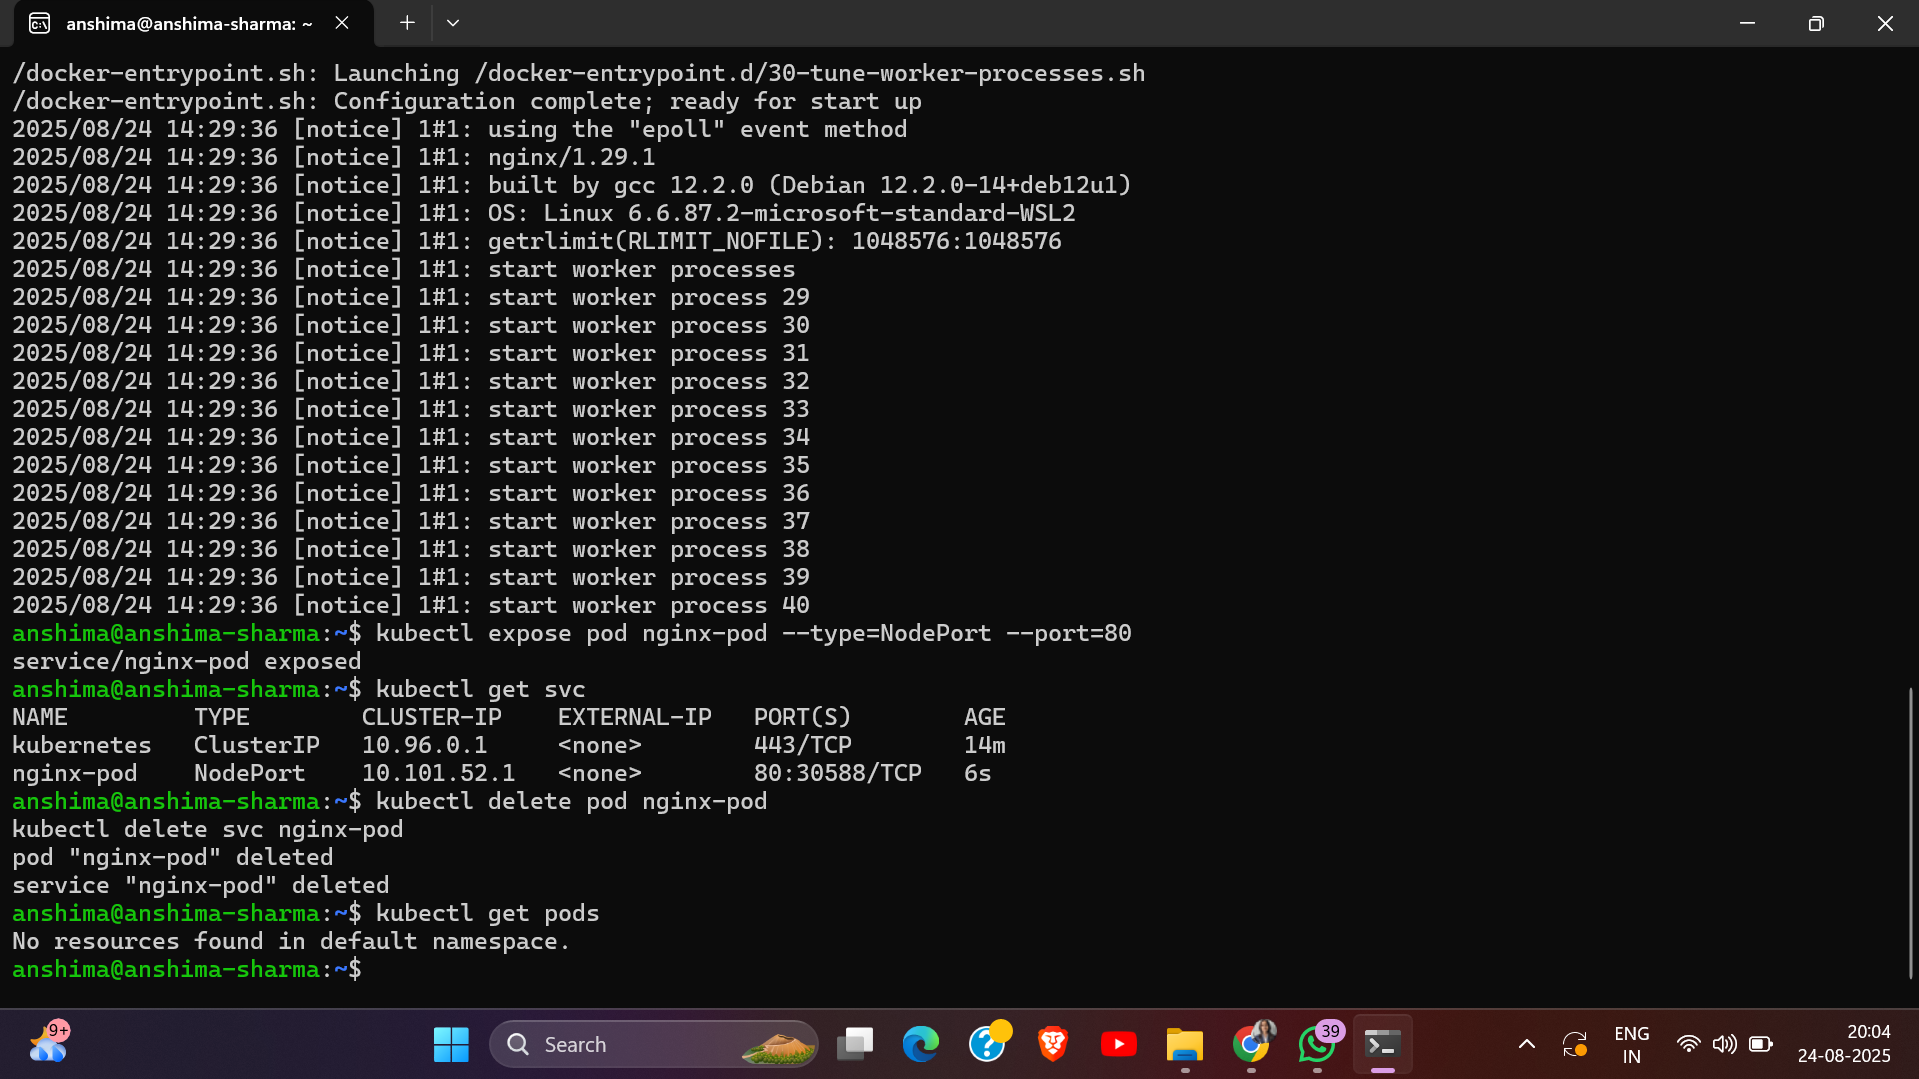 anshima@anshima-sharma: ~
/docker-entrypoint.sh: Launching /docker-entrypoint.d/30-tune-worker-processes.sh
/docker-entrypoint.sh: Configuration complete; ready for start up
2025/08/24 14:29:36 [notice] 1#1: using the "epoll" event method
2025/08/24 14:29:36 [notice] 1#1: nginx/1.29.1
2025/08/24 14:29:36 [notice] 1#1: built by gcc 12.2.0 (Debian 12.2.0-14+deb12u1)
2025/08/24 14:29:36 [notice] 1#1: OS: Linux 6.6.87.2-microsoft-standard-WSL2
2025/08/24 14:29:36 [notice] 1#1: getrlimit(RLIMIT_NOFILE): 1048576:1048576
2025/08/24 14:29:36 [notice] 1#1: start worker processes
2025/08/24 14:29:36 [notice] 1#1: start worker process 29
2025/08/24 14:29:36 [notice] 1#1: start worker process 30
2025/08/24 14:29:36 [notice] 1#1: start worker process 31
2025/08/24 14:29:36 [notice] 1#1: start worker process 32
2025/08/24 14:29:36 [notice] 1#1: start worker process 33
2025/08/24 14:29:36 [notice] 1#1: start worker process 34
2025/08/24 14:29:36 [notice] 1#1: start worker process 35
2025/08/24 14:29:36 [notice] 1#1: start worker process 36
2025/08/24 14:29:36 [notice] 1#1: start worker process 37
2025/08/24 14:29:36 [notice] 1#1: start worker process 38
2025/08/24 14:29:36 [notice] 1#1: start worker process 39
2025/08/24 14:29:36 [notice] 1#1: start worker process 40
anshima@anshima-sharma:~$ kubectl expose pod nginx-pod --type=NodePort --port=80
service/nginx-pod exposed
anshima@anshima-sharma:~$ kubectl get svc
NAME         TYPE        CLUSTER-IP    EXTERNAL-IP   PORT(S)        AGE
kubernetes   ClusterIP   10.96.0.1     <none>        443/TCP        14m
nginx-pod    NodePort    10.101.52.1   <none>        80:30588/TCP   6s
anshima@anshima-sharma:~$ kubectl delete pod nginx-pod
kubectl delete svc nginx-pod
pod "nginx-pod" deleted
service "nginx-pod" deleted
anshima@anshima-sharma:~$ kubectl get pods
No resources found in default namespace.
anshima@anshima-sharma:~$
9+
Search
39
ENG
IN
20:04
24-08-2025